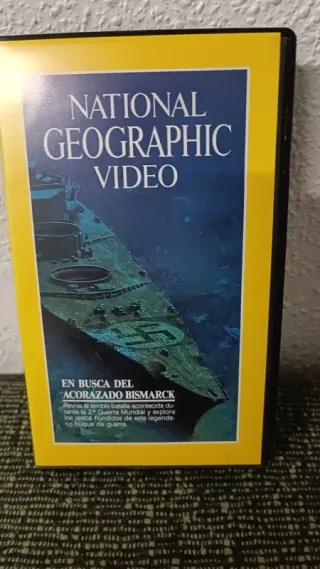 NATIONAL
GEOGRAPHIC
VIDEO
EN BUSCA DEL
ACORAZADO BISMARCK
Reviva la terrible batalla acontecida du-
rante la 2.ª Guerra Mundial y explore
los restos hundidos de este legenda-
rio buque de guerra.